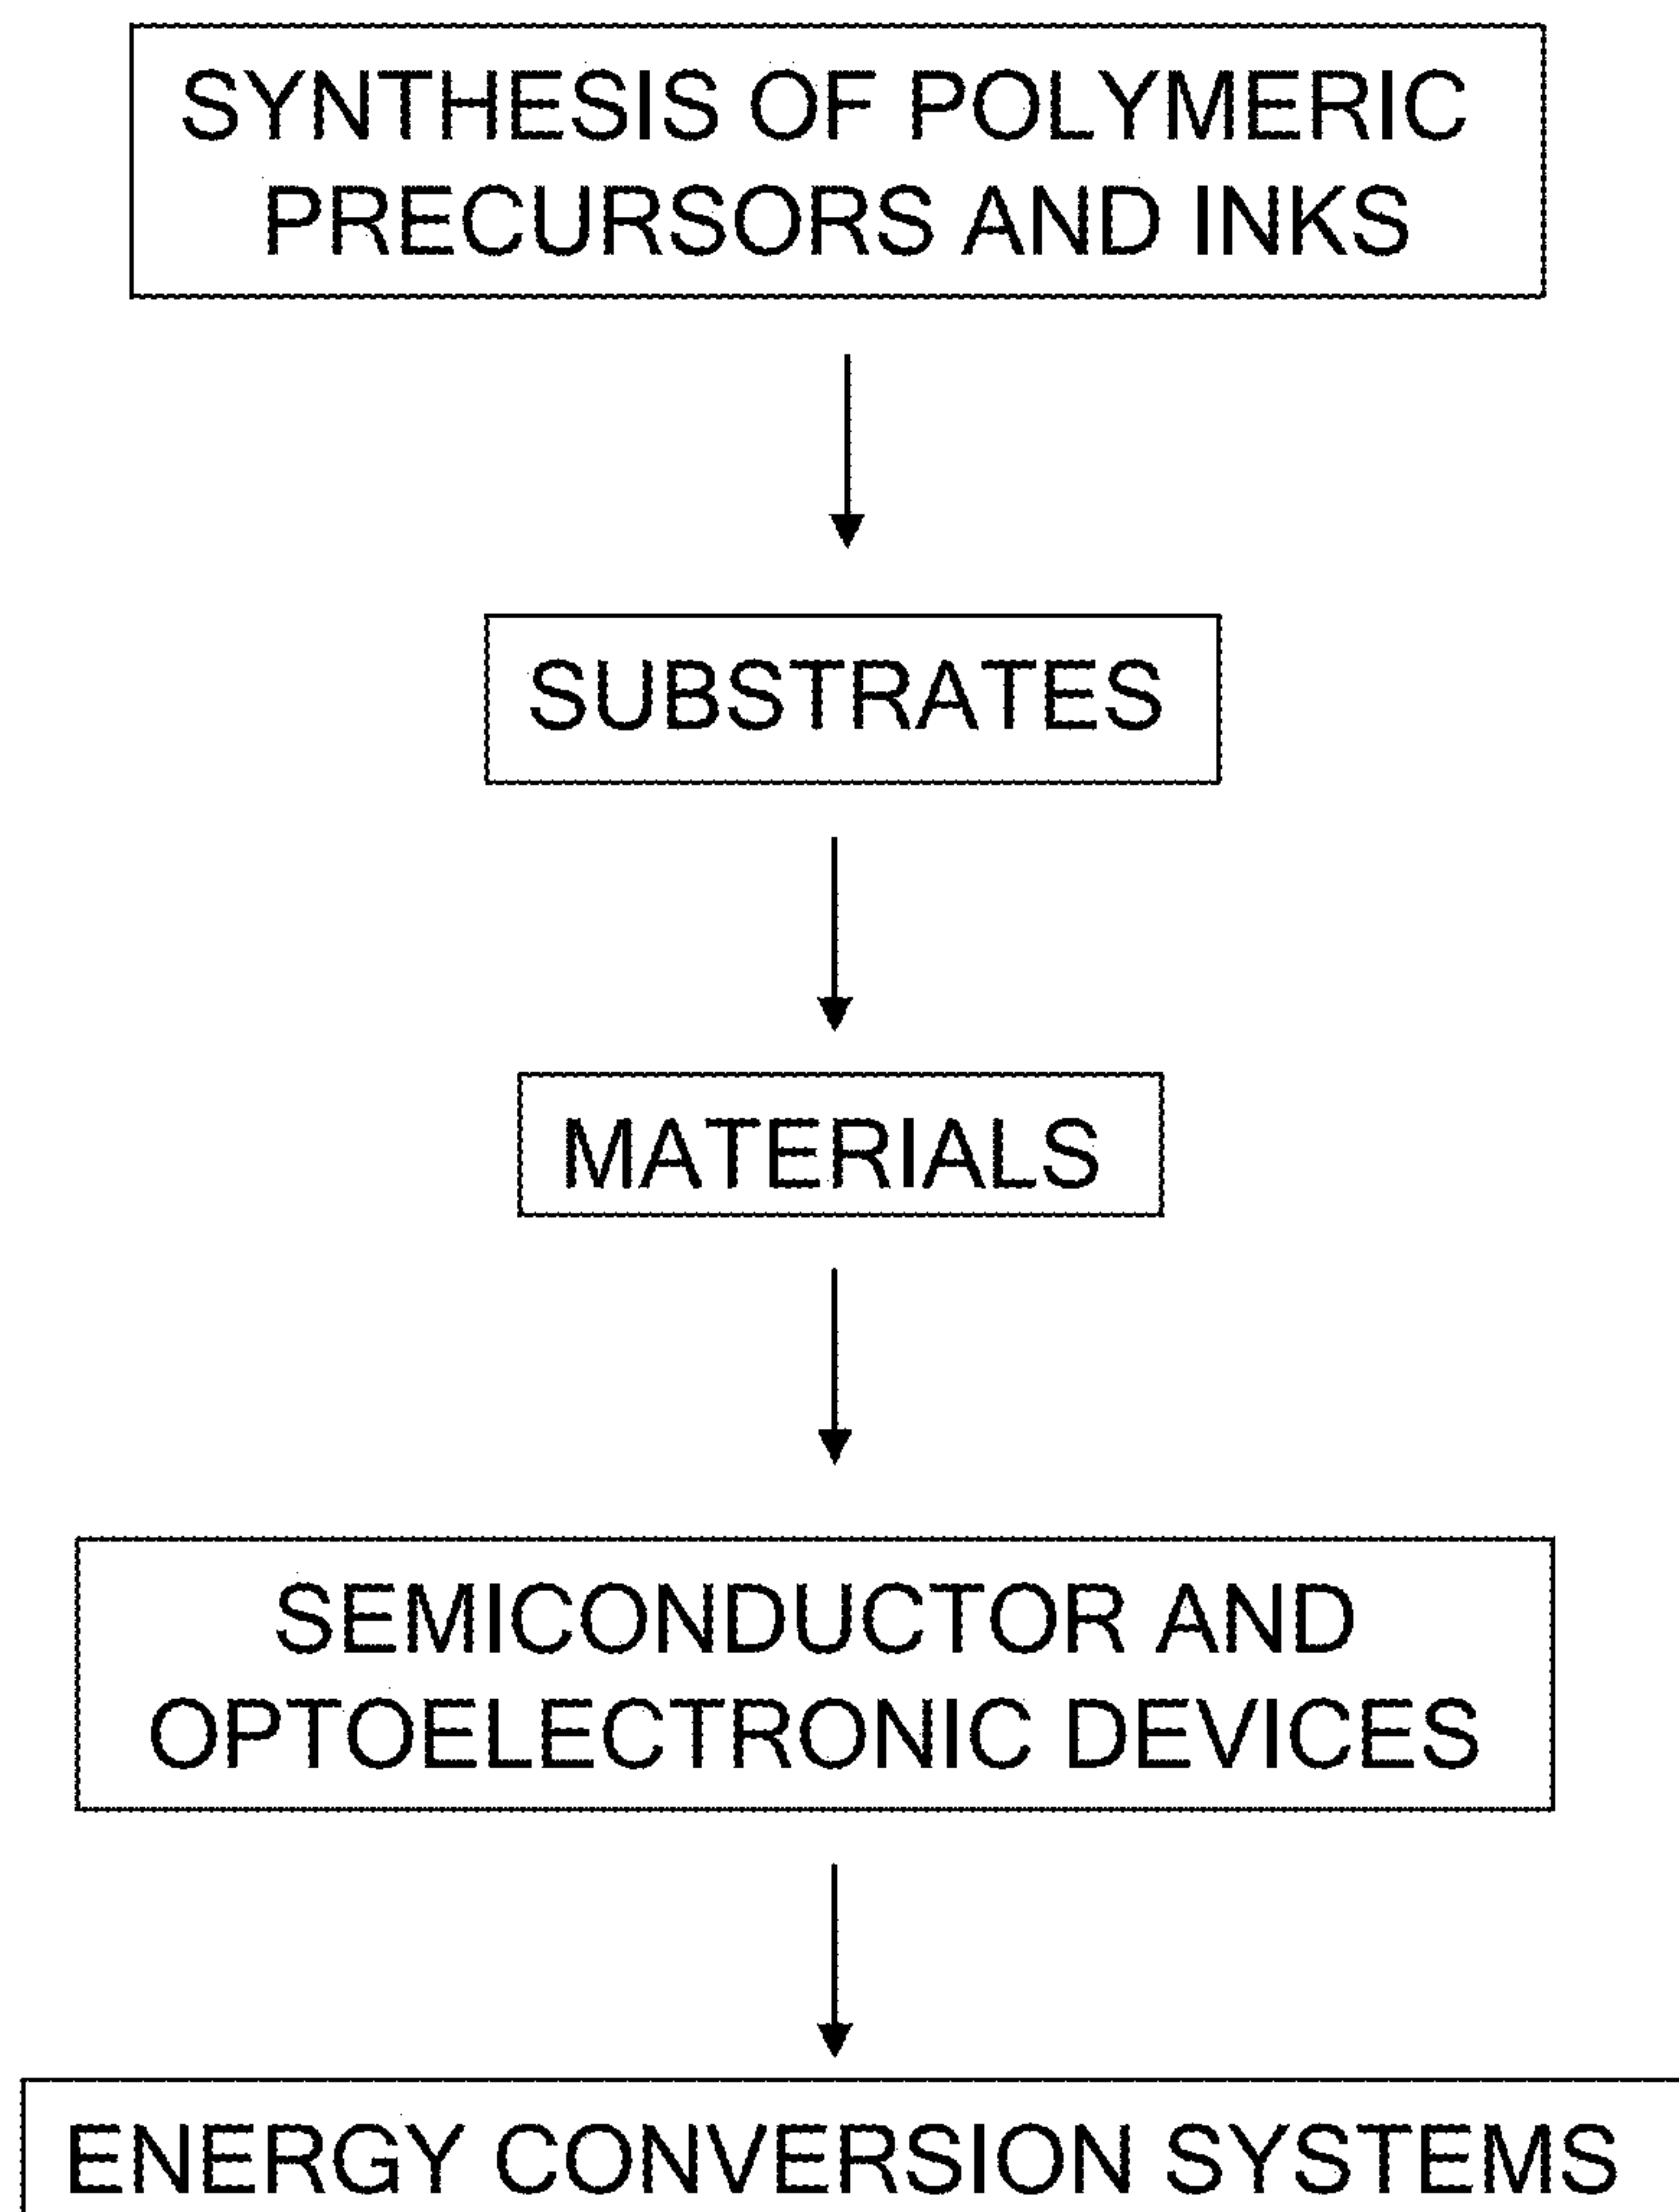 SYNTHESIS OF POLYMERIC
PRECURSORS AND INKS
SUBSTRATES
MATERIALS
SEMICONDUCTOR AND
OPTOELECTRONIC DEVICES
ENERGY CONVERSION SYSTEMS